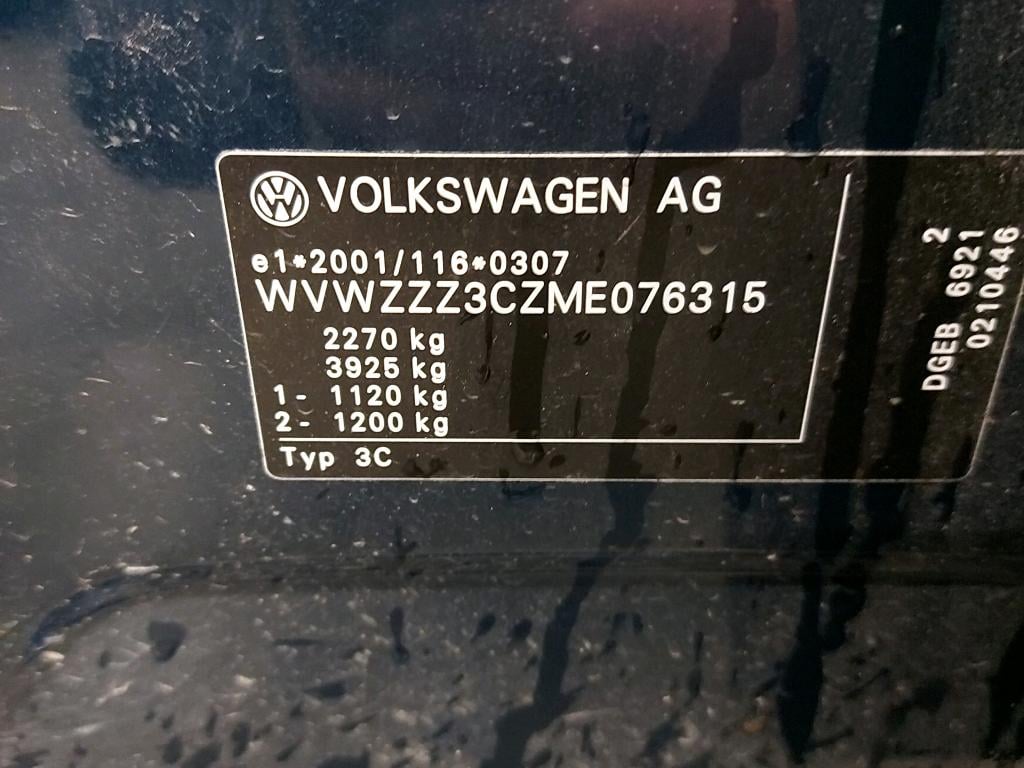 VOLKSWAGEN AG
e1*2001/116*0307
WVWZZZ3CZME076315
2270 kg
3925 kg
1- 1120 kg
2- 1200 kg
Typ 3C
2
DGEB 6921
0210446